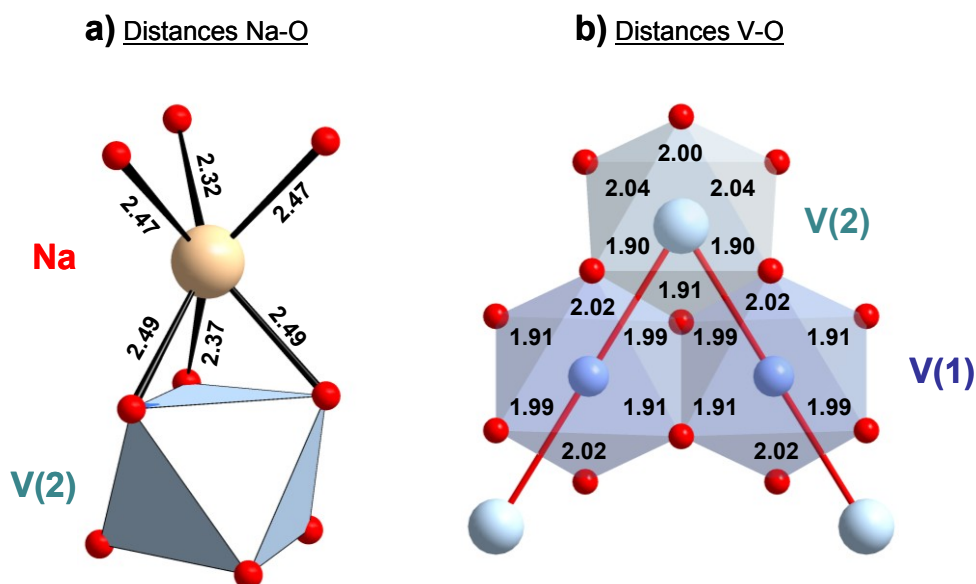 a) Distances Na-O
2.32
2.47
2.47
Na
2.49
2.37
2.49
V(2)
b) Distances V-O
2.00
2.04 2.04
V(2)
1.90 1.90
1.91
2.02 2.02
1.91 1.99 1.99 1.91
V(1)
1.99 1.91 1.91 1.99
2.02 2.02